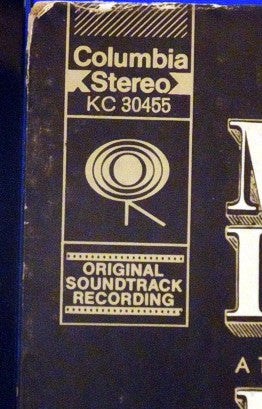 Columbia
Stereo
KC 30455
ORIGINAL
SOUNDTRACK
RECORDING